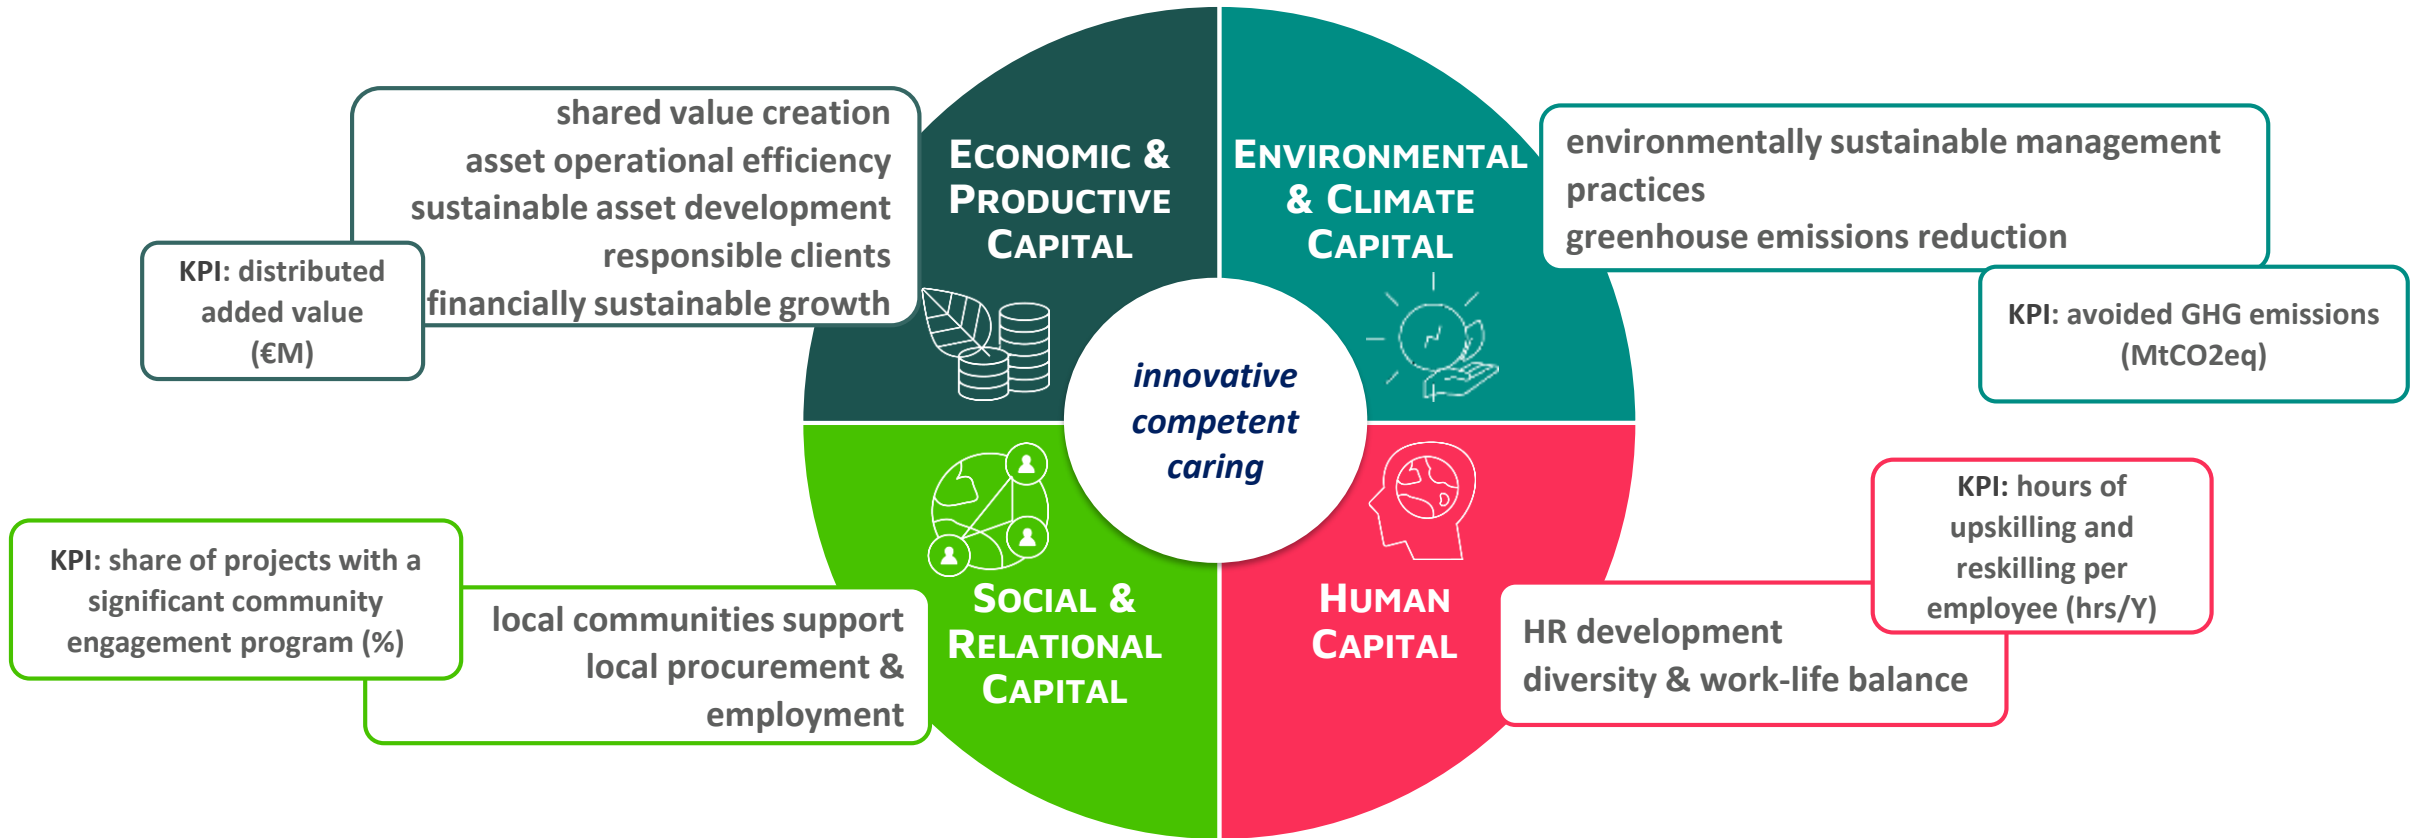 shared value creation
asset operational efficiency
sustainable asset development
responsible clients
financially sustainable growth
KPI: distributed
added value
(€M)
ECONOMIC &
PRODUCTIVE
CAPITAL
ENVIRONMENTAL
& CLIMATE
CAPITAL
environmentally sustainable management
practices
greenhouse emissions reduction
KPI: avoided GHG emissions
(MtCO2eq)
innovative
competent
caring
KPI: share of projects with a
significant community
engagement program (%)
local communities support
local procurement &
employment
SOCIAL &
RELATIONAL
CAPITAL
HUMAN
CAPITAL
KPI: hours of
upskilling and
reskilling per
employee (hrs/Y)
HR development
diversity & work-life balance